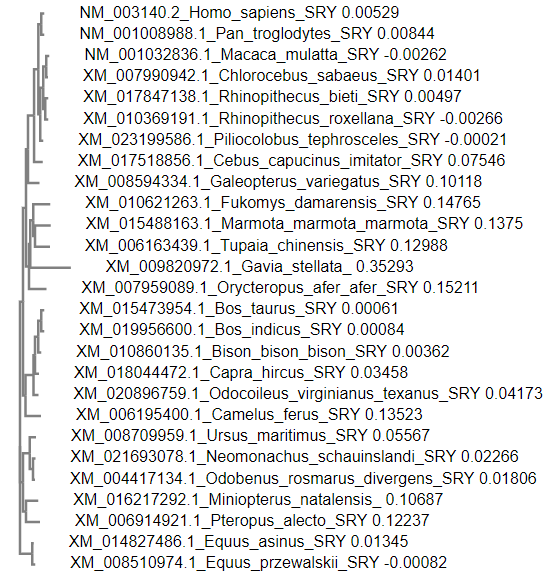 NM_003140.2_Homo_sapiens_SRY 0.00529
NM_001008988.1_Pan_troglodytes_SRY 0.00844
NM_001032836.1_Macaca_mulatta_SRY -0.00262
XM_007990942.1_Chlorocebus_sabaeus_SRY 0.01401
XM_017847138.1_Rhinopithecus_bieti_SRY 0.00497
XM_010369191.1_Rhinopithecus_roxellana_SRY -0.00266
XM_023199586.1_Piliocolobus_tephrosceles_SRY -0.00021
XM_017518856.1_Cebus_capucinus_imitator_SRY 0.07546
XM_008594334.1_Galeopterus_variegatus_SRY 0.10118
XM_010621263.1_Fukomys_damarensis_SRY 0.14765
XM_015488163.1_Marmota_marmota_marmota_SRY 0.1375
XM_006163439.1_Tupaia_chinensis_SRY 0.12988
XM_009820972.1_Gavia_stellata_ 0.35293
XM_007959089.1_Orycteropus_afer_afer_SRY 0.15211
XM_015473954.1_Bos_taurus_SRY 0.00061
XM_019956600.1_Bos_indicus_SRY 0.00084
XM_010860135.1_Bison_bison_bison_SRY 0.00362
XM_018044472.1_Capra_hircus_SRY 0.03458
XM_020896759.1_Odocoileus_virginianus_texanus_SRY 0.04173
XM_006195400.1_Camelus_ferus_SRY 0.13523
XM_008709959.1_Ursus_maritimus_SRY 0.05567
XM_021693078.1_Neomonachus_schauinslandi_SRY 0.02266
XM_004417134.1_Odobenus_rosmarus_divergens_SRY 0.01806
XM_016217292.1_Miniopterus_natalensis_ 0.10687
XM_006914921.1_Pteropus_alecto_SRY 0.12237
XM_014827486.1_Equus_asinus_SRY 0.01345
XM_008510974.1_Equus_przewalskii_SRY -0.00082